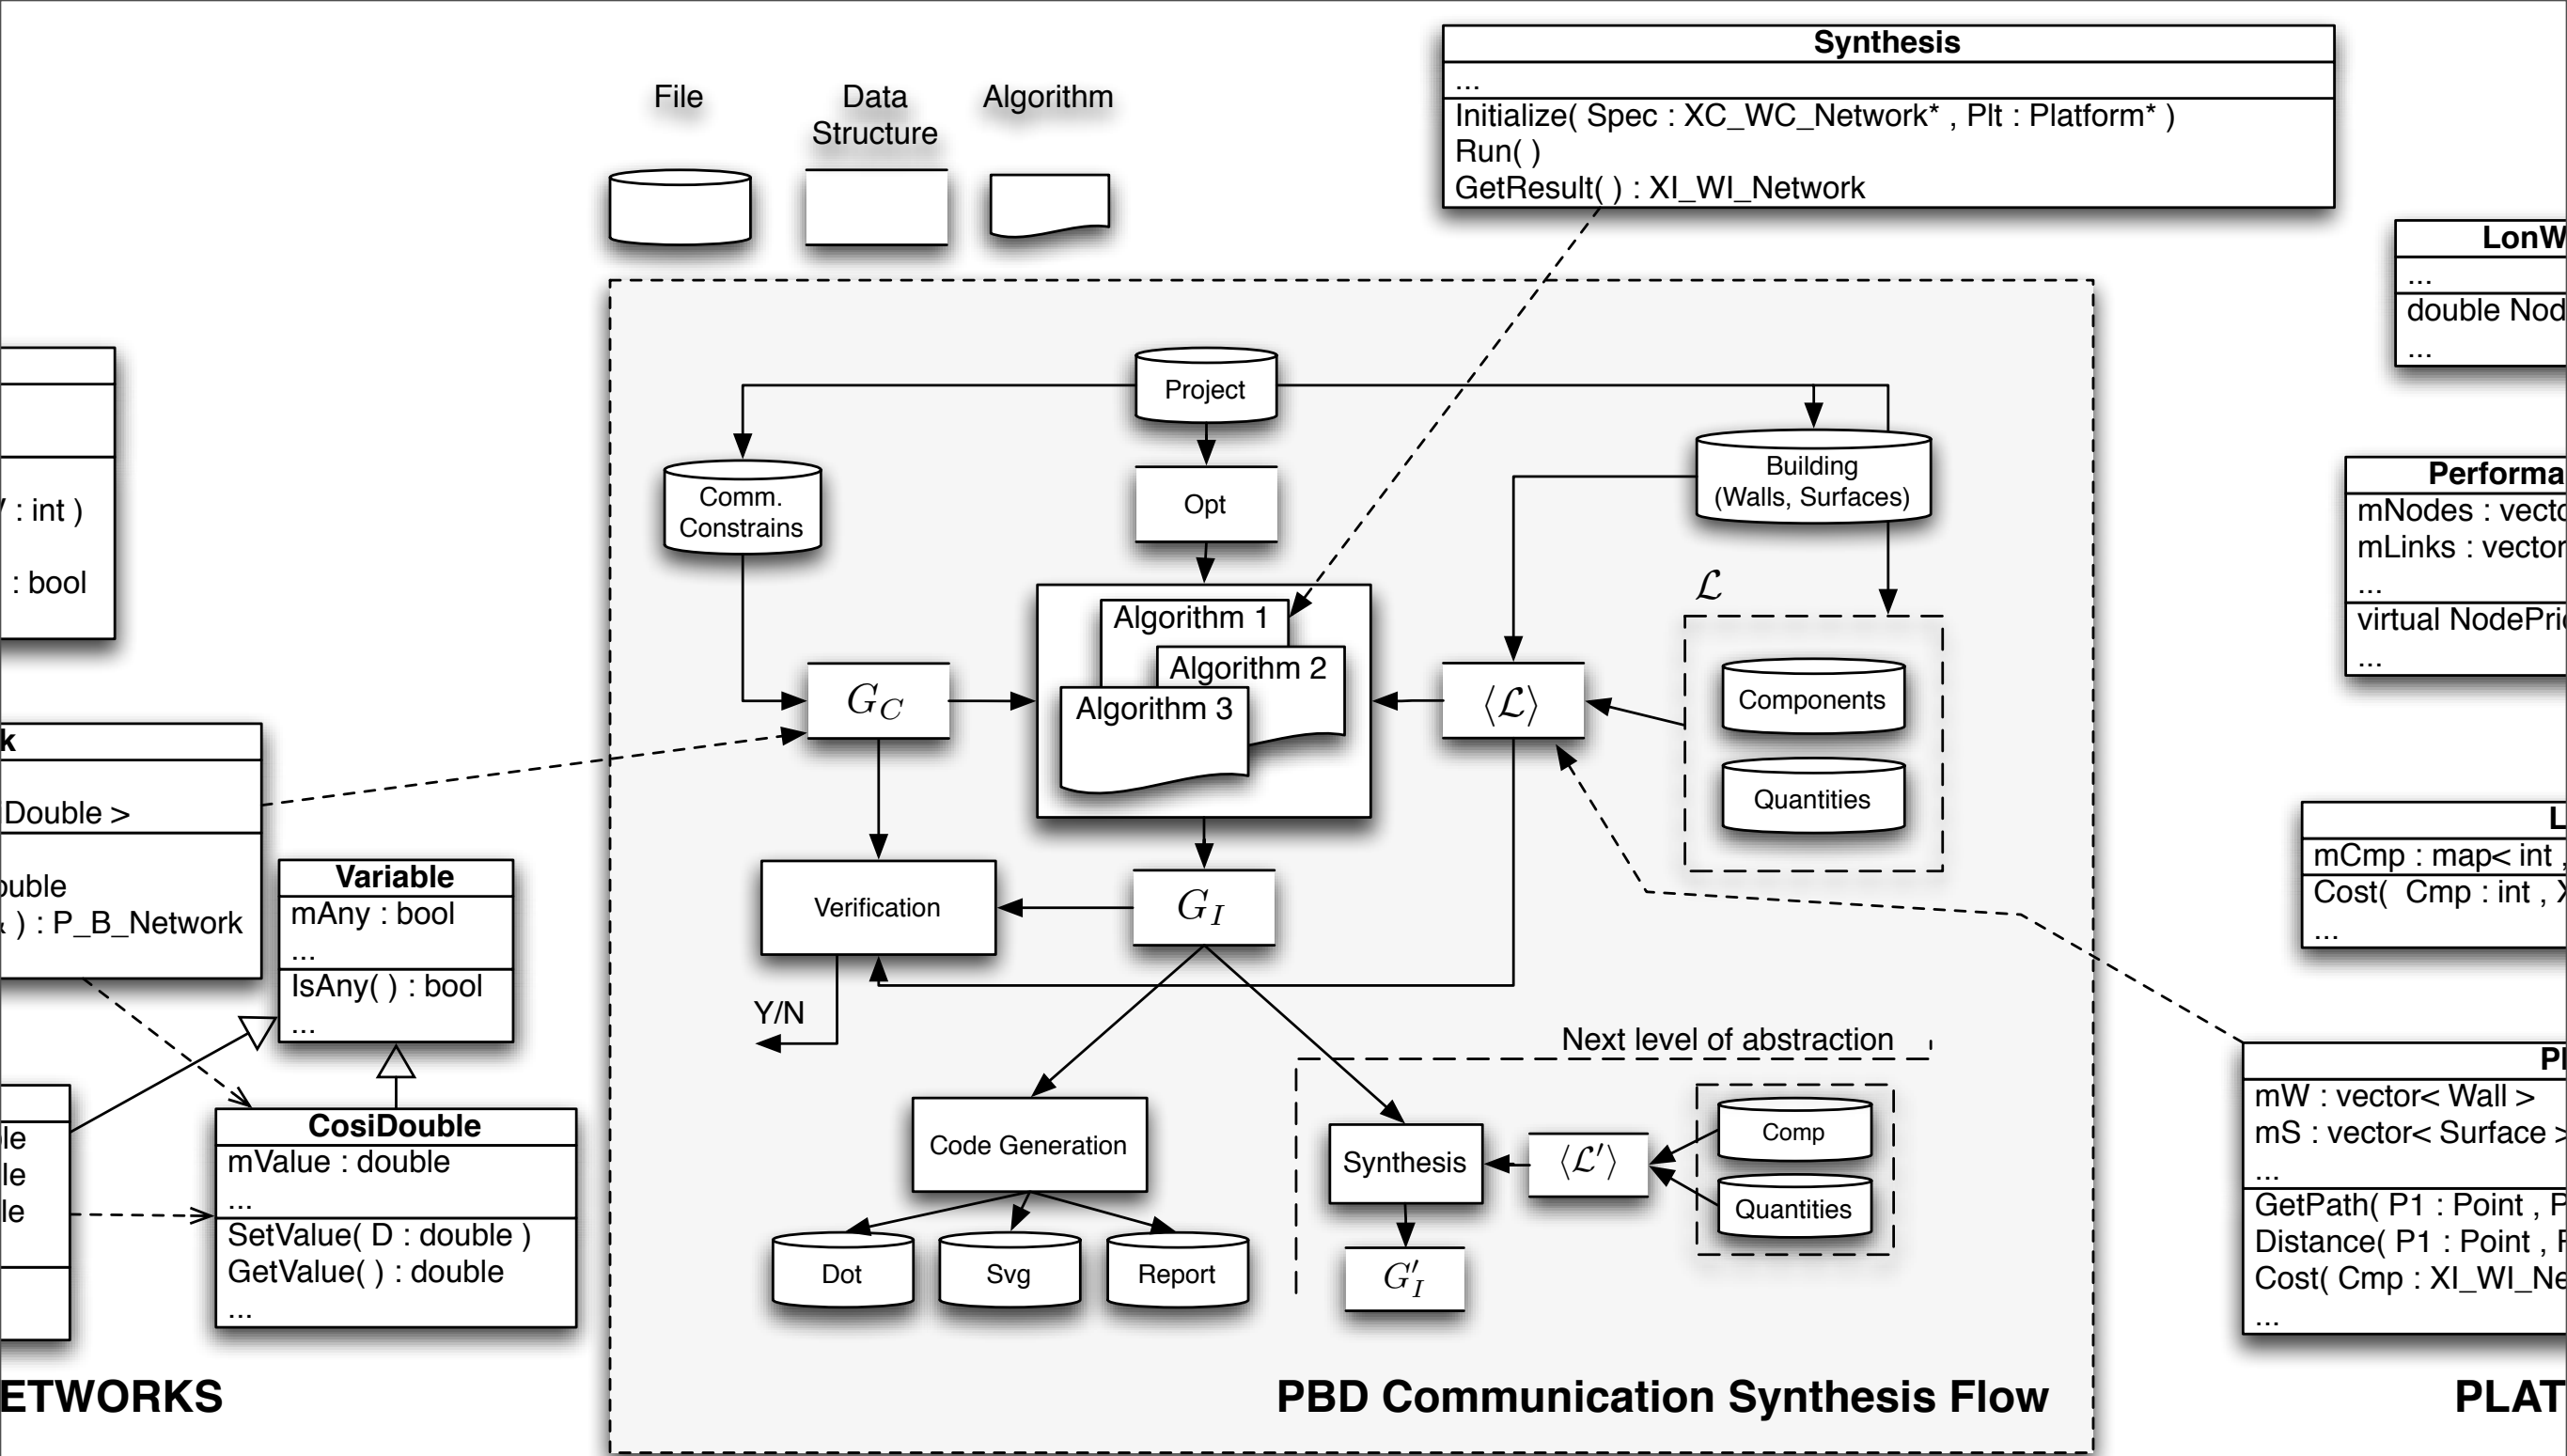 File
Data
Structure
Algorithm
Synthesis
...
Initialize( Spec : XC_WC_Network* , Plt : Platform* )
Run( )
GetResult( ) : XI_WI_Network
Project
Comm.
Constrains
Opt
Building
(Walls, Surfaces)
Algorithm 1
Algorithm 2
Algorithm 3
G_C
⟨ℒ⟩
ℒ
Components
Quantities
Verification
G_I
Y/N
Code Generation
Dot
Svg
Report
Next level of abstraction
Synthesis
⟨ℒ′⟩
Comp
Quantities
G′_I
PBD Communication Synthesis Flow
: int )
: bool
k
Double >
ouble
) : P_B_Network
Variable
mAny : bool
...
IsAny( ) : bool
...
le
le
le
CosiDouble
mValue : double
...
SetValue( D : double )
GetValue( ) : double
...
ETWORKS
LonW
...
double Nod
...
Performa
mNodes : vecto
mLinks : vector
...
virtual NodePri
...
L
mCmp : map< int ,
Cost( Cmp : int , X
...
Pl
mW : vector< Wall >
mS : vector< Surface >
...
GetPath( P1 : Point , P
Distance( P1 : Point , P
Cost( Cmp : XI_WI_Ne
...
PLAT